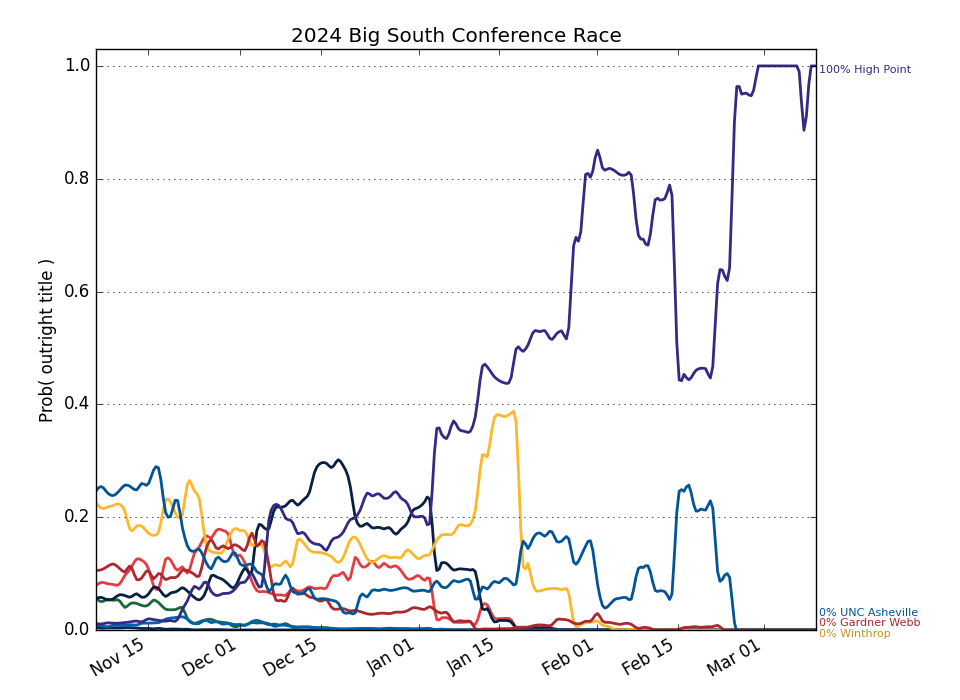 2024 Big South Conference Race
Prob( outright title )
1.0
0.8
0.6
0.4
0.2
0.0
Nov 15
Dec 01
Dec 15
Jan 01
Jan 15
Feb 01
Feb 15
Mar 01
100% High Point
0% UNC Asheville
0% Gardner Webb
0% Winthrop